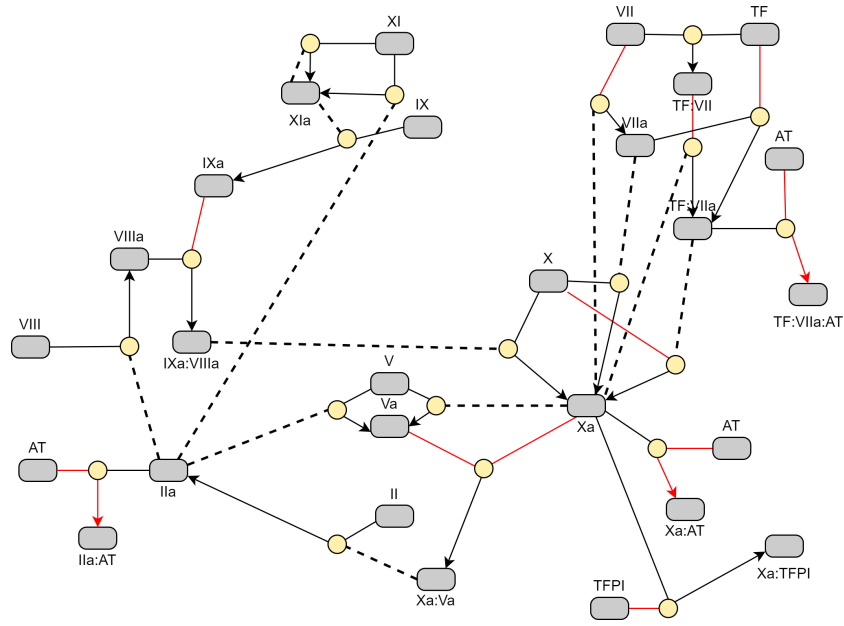 XI
VII
TF
XIa
TF:VII
IX
VIIa
AT
IXa
TF:VIIa
VIIIa
X
TF:VIIa:AT
VIII
IXa:VIIIa
V
Va
Xa
AT
AT
IIa
II
Xa:AT
IIa:AT
Xa:Va
TFPI
Xa:TFPI